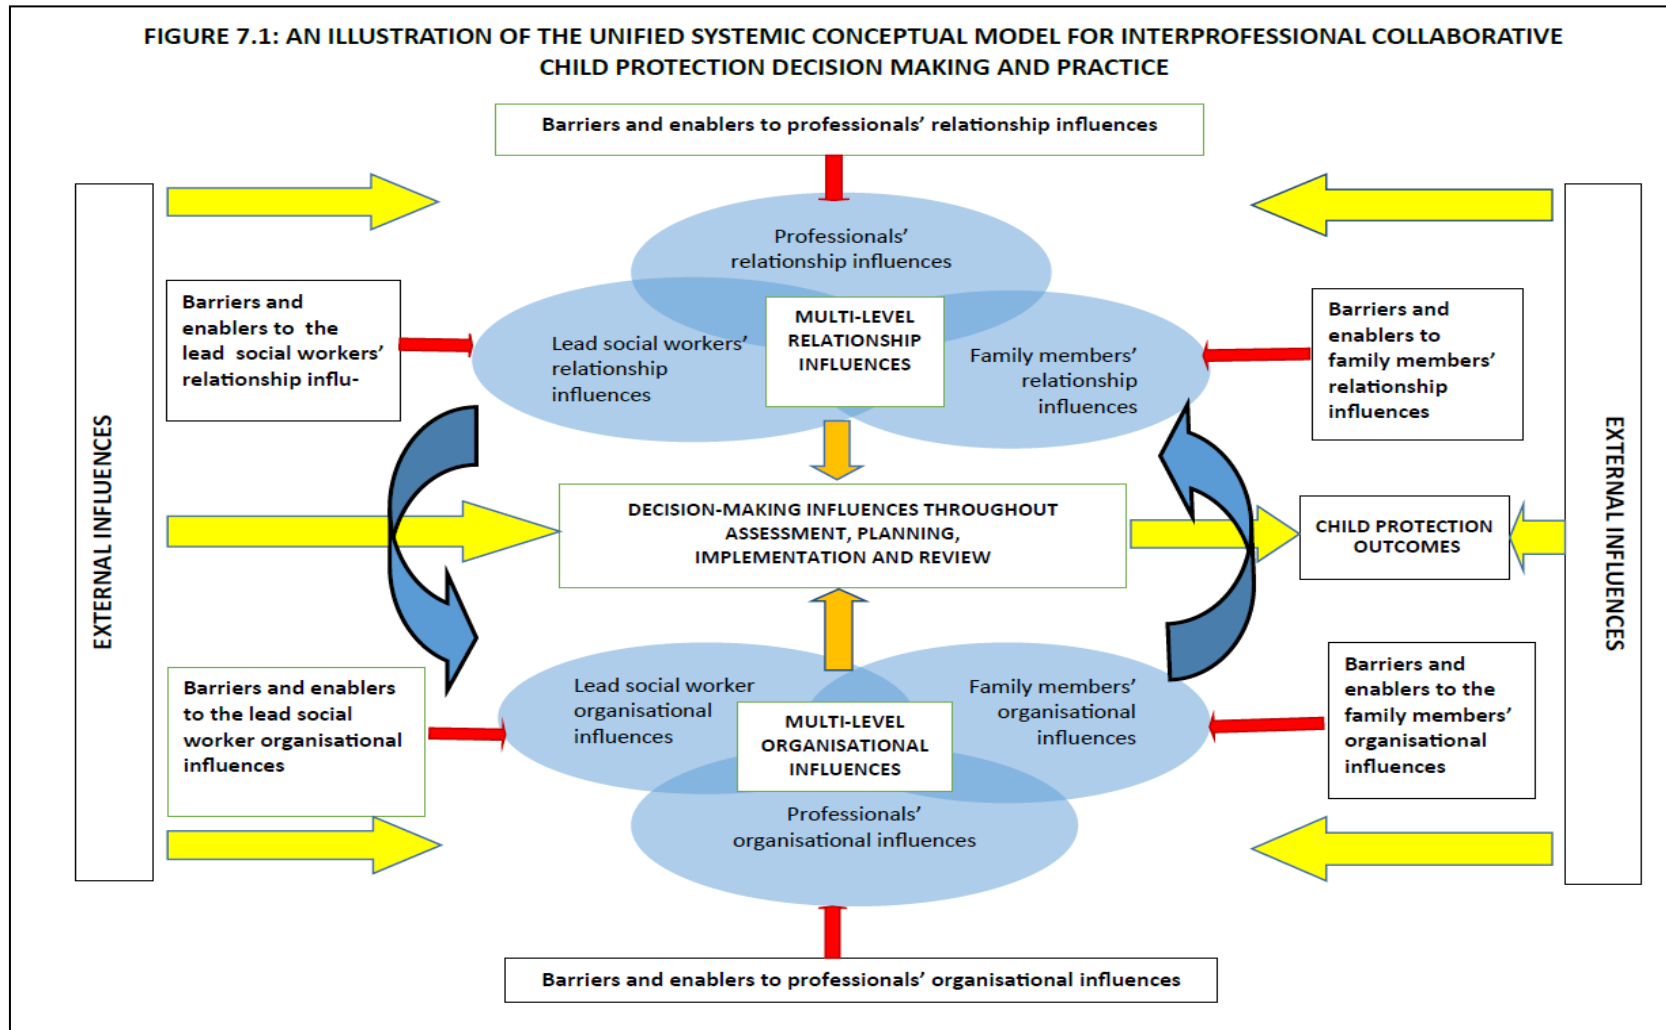 FIGURE 7.1: AN ILLUSTRATION OF THE UNIFIED SYSTEMIC CONCEPTUAL MODEL FOR INTERPROFESSIONAL COLLABORATIVE
CHILD PROTECTION DECISION MAKING AND PRACTICE
Barriers and enablers to professionals’ relationship influences
EXTERNAL INFLUENCES
Professionals’
relationship influences
Barriers and
enablers to  the
lead  social workers’
relationship influ-
Lead social workers’
relationship
influences
MULTI-LEVEL
RELATIONSHIP
INFLUENCES
Family members’
relationship
influences
Barriers and
enablers to
family members’
relationship
influences
EXTERNAL INFLUENCES
DECISION-MAKING INFLUENCES THROUGHOUT
ASSESSMENT, PLANNING,
IMPLEMENTATION AND REVIEW
CHILD PROTECTION
OUTCOMES
Barriers and enablers
to the lead social
worker organisational
influences
Lead social worker
organisational
influences
MULTI-LEVEL
ORGANISATIONAL
INFLUENCES
Family members’
organisational
influences
Barriers and
enablers to the
family members’
organisational
influences
Professionals’
organisational influences
Barriers and enablers to professionals’ organisational influences